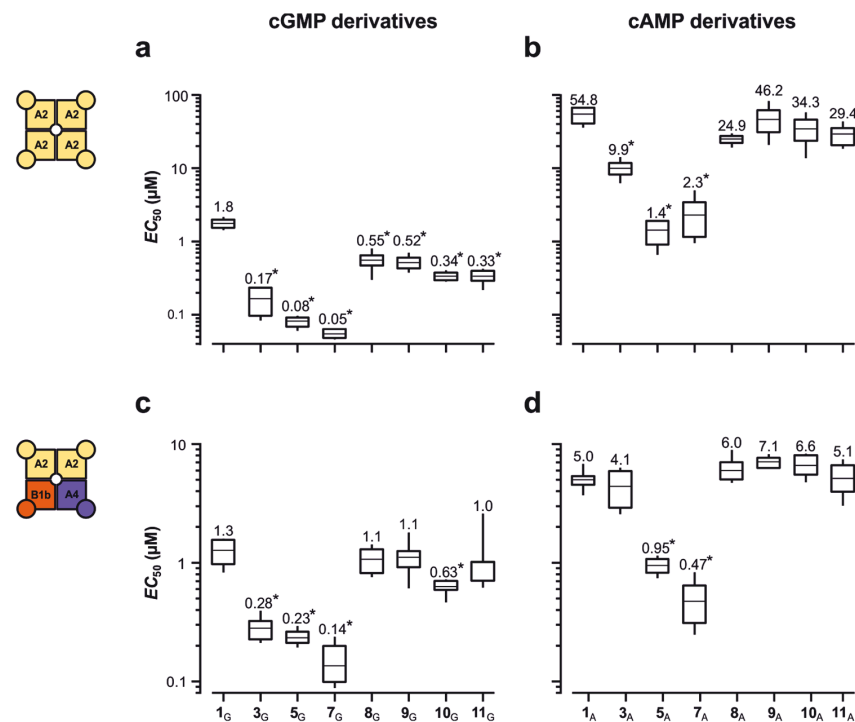 cGMP derivatives
cAMP derivatives
a
b
A2 A2
A2 A2
EC50 (µM)
100
10
1
0.1
1.8
0.17*
0.08*
0.05*
0.55*
0.52*
0.34*
0.33*
54.8
9.9*
1.4*
2.3*
24.9
46.2
34.3
29.4
c
d
A2 A2
B1b A4
EC50 (µM)
10
1
0.1
1.3
0.28*
0.23*
0.14*
1.1
1.1
0.63*
1.0
5.0
4.1
0.95*
0.47*
6.0
7.1
6.6
5.1
1G 3G 5G 7G 8G 9G 10G 11G
1A 3A 5A 7A 8A 9A 10A 11A